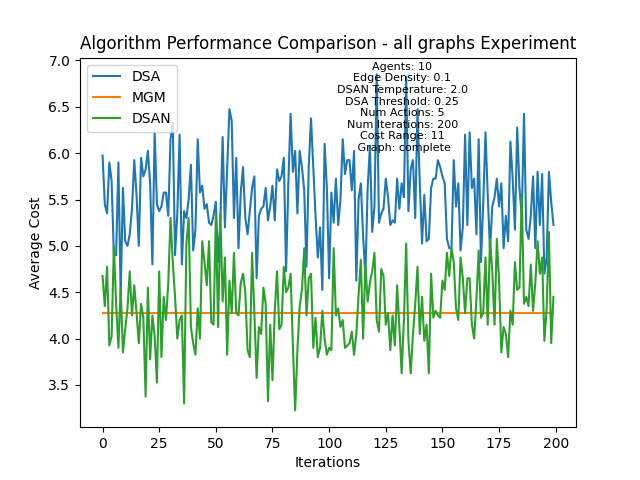 Algorithm Performance Comparison - all graphs Experiment
DSA
MGM
DSAN
Agents: 10
Edge Density: 0.1
DSAN Temperature: 2.0
DSA Threshold: 0.25
Num Actions: 5
Num Iterations: 200
Cost Range: 11
Graph: complete
Average Cost
7.0
6.5
6.0
5.5
5.0
4.5
4.0
3.5
0
25
50
75
100
125
150
175
200
Iterations